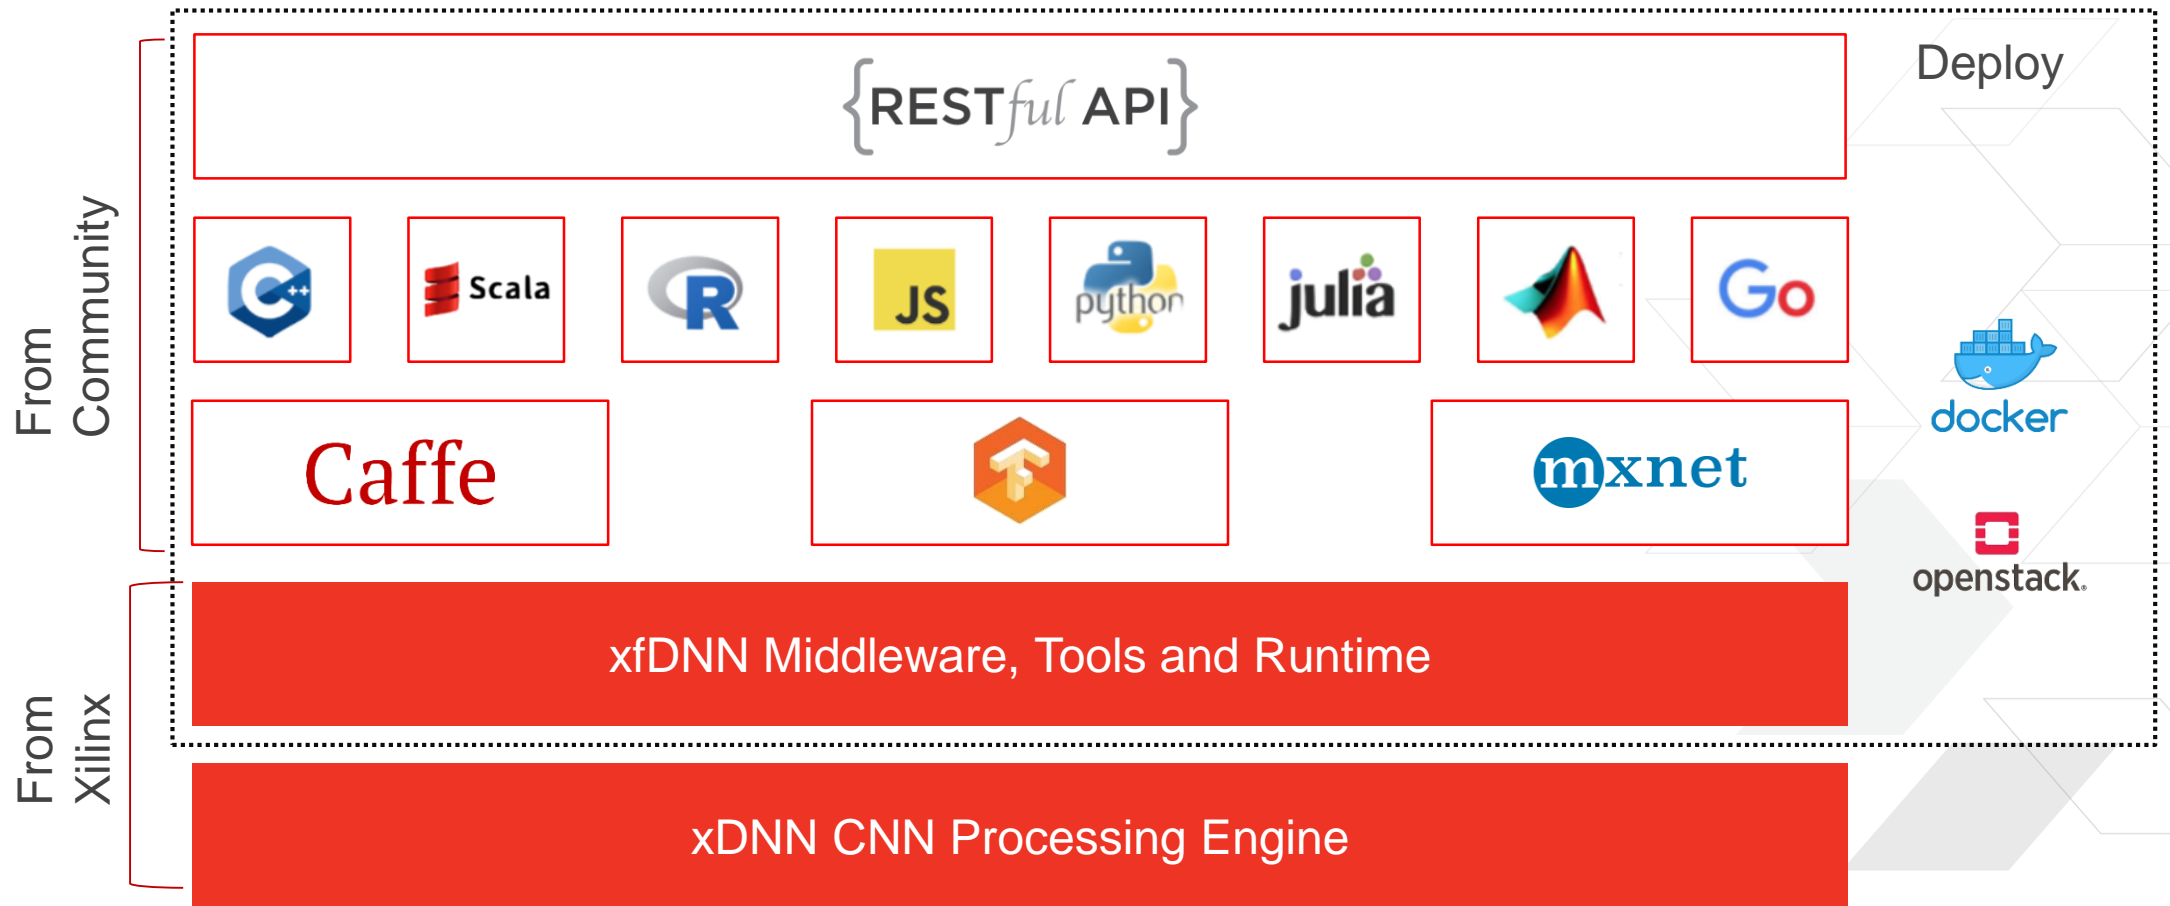 Deploy
{RESTful API}
From
Community
C++
Scala
R
JS
python
julia
Go
Caffe
mxnet
docker
openstack.
From
Xilinx
xfDNN Middleware, Tools and Runtime
xDNN CNN Processing Engine